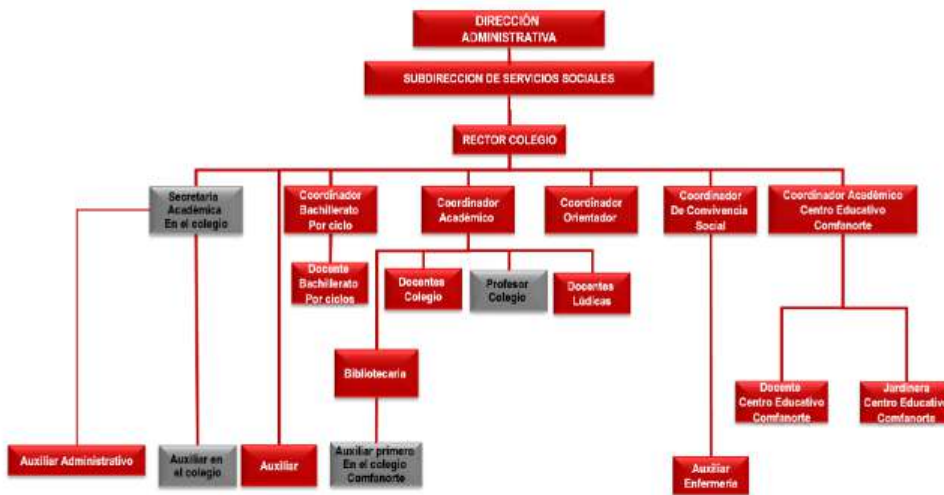 DIRECCIÓN
ADMINISTRATIVA
SUBDIRECCION DE SERVICIOS SOCIALES
RECTOR COLEGIO
Secretaria
Académica
En el colegio
Coordinador
Bachillerato
Por ciclo
Coordinador
Académico
Coordinador
Orientador
Coordinador
De Convivencia
Social
Coordinador Académico
Centro Educativo
Comfanorte
Docente
Bachillerato
Por ciclos
Docentes
Colegio
Profesor
Colegio
Docentes
Lúdicas
Bibliotecaria
Docente
Centro Educativo
Comfanorte
Jardinera
Centro Educativo
Comfanorte
Auxiliar Administrativo
Auxiliar en
el colegio
Auxiliar
Auxiliar primero
En el colegio
Comfanorte
Auxiliar
Enfermería